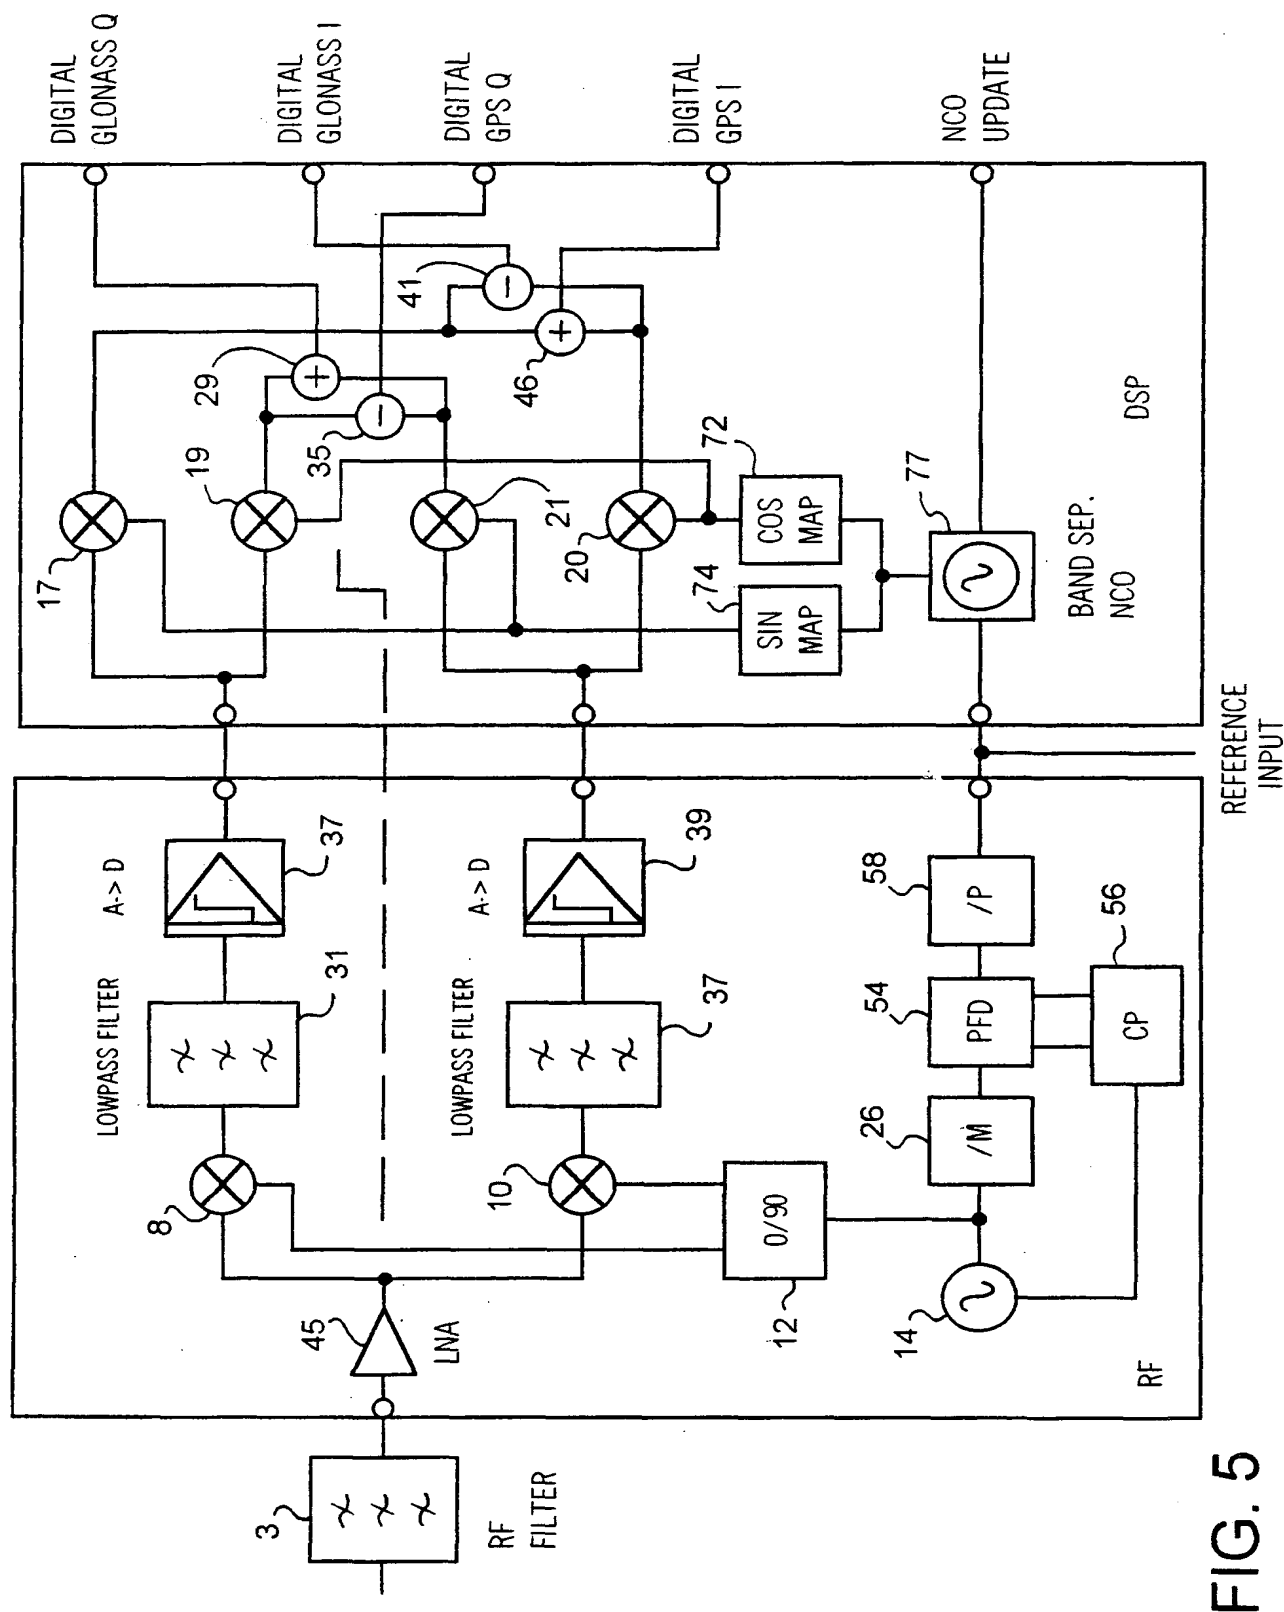 3
RF
FILTER
45
LNA
8
10
12
0/90
14
RF
LOWPASS FILTER
31
LOWPASS FILTER
37
26
/M
54
PFD
58
/P
56
CP
A-> D
37
A-> D
39
REFERENCE
INPUT
17
19
21
20
74
SIN
MAP
72
COS
MAP
77
BAND SEP.
NCO
DSP
29
35
41
46
+
-
-
+
DIGITAL
GLONASS Q
DIGITAL
GLONASS I
DIGITAL
GPS Q
DIGITAL
GPS I
NCO
UPDATE
FIG. 5